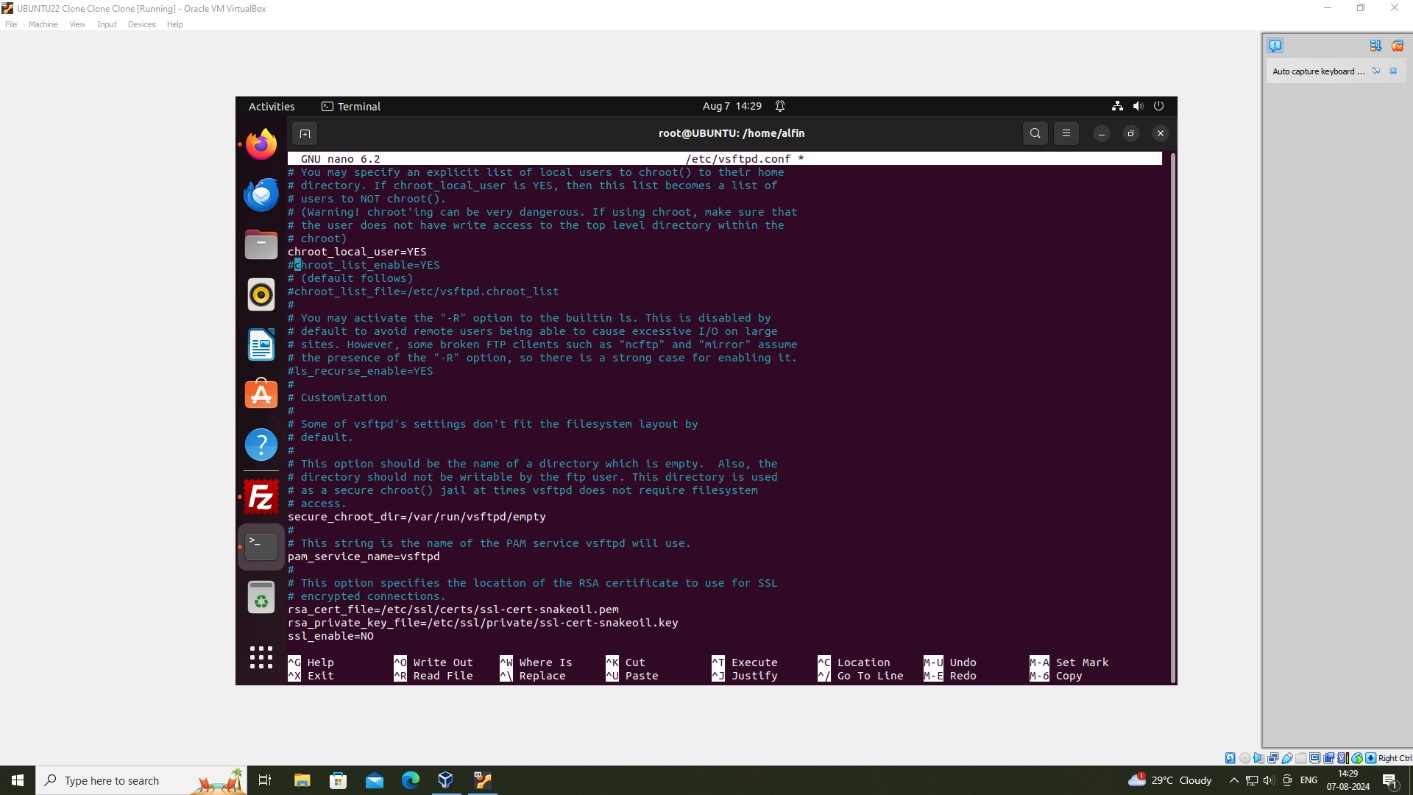 UBUNTU22 Clone Clone Clone [Running] - Oracle VM VirtualBox
File Machine View Input Devices Help
Auto capture keyboard ...
Activities Terminal Aug 7 14:29
root@UBUNTU: /home/alfin
GNU nano 6.2 /etc/vsftpd.conf *
# You may specify an explicit list of local users to chroot() to their home
# directory. If chroot_local_user is YES, then this list becomes a list of
# users to NOT chroot().
# (Warning! chroot'ing can be very dangerous. If using chroot, make sure that
# the user does not have write access to the top level directory within the
# chroot)
chroot_local_user=YES
#chroot_list_enable=YES
# (default follows)
#chroot_list_file=/etc/vsftpd.chroot_list
#
# You may activate the "-R" option to the builtin ls. This is disabled by
# default to avoid remote users being able to cause excessive I/O on large
# sites. However, some broken FTP clients such as "ncftp" and "mirror" assume
# the presence of the "-R" option, so there is a strong case for enabling it.
#ls_recurse_enable=YES
#
# Customization
#
# Some of vsftpd's settings don't fit the filesystem layout by
# default.
#
# This option should be the name of a directory which is empty.  Also, the
# directory should not be writable by the ftp user. This directory is used
# as a secure chroot() jail at times vsftpd does not require filesystem
# access.
secure_chroot_dir=/var/run/vsftpd/empty
#
# This string is the name of the PAM service vsftpd will use.
pam_service_name=vsftpd
#
# This option specifies the location of the RSA certificate to use for SSL
# encrypted connections.
rsa_cert_file=/etc/ssl/certs/ssl-cert-snakeoil.pem
rsa_private_key_file=/etc/ssl/private/ssl-cert-snakeoil.key
ssl_enable=NO
^G Help ^O Write Out ^W Where Is ^K Cut ^T Execute ^C Location M-U Undo M-A Set Mark
^X Exit ^R Read File ^\ Replace ^U Paste ^J Justify ^/ Go To Line M-E Redo M-6 Copy
Right Ctrl
Type here to search 29°C Cloudy ENG 14:29
07-08-2024